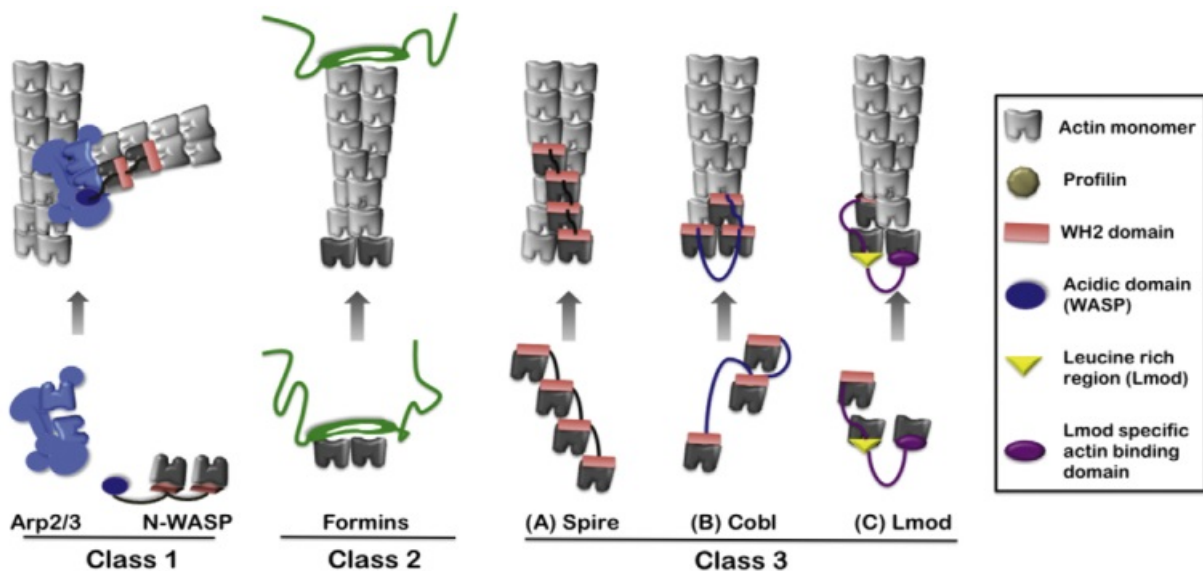 Arp2/3
N-WASP
Class 1
Formins
Class 2
(A) Spire
(B) Cobl
(C) Lmod
Class 3
Actin monomer
Profilin
WH2 domain
Acidic domain
(WASP)
Leucine rich
region (Lmod)
Lmod specific
actin binding
domain